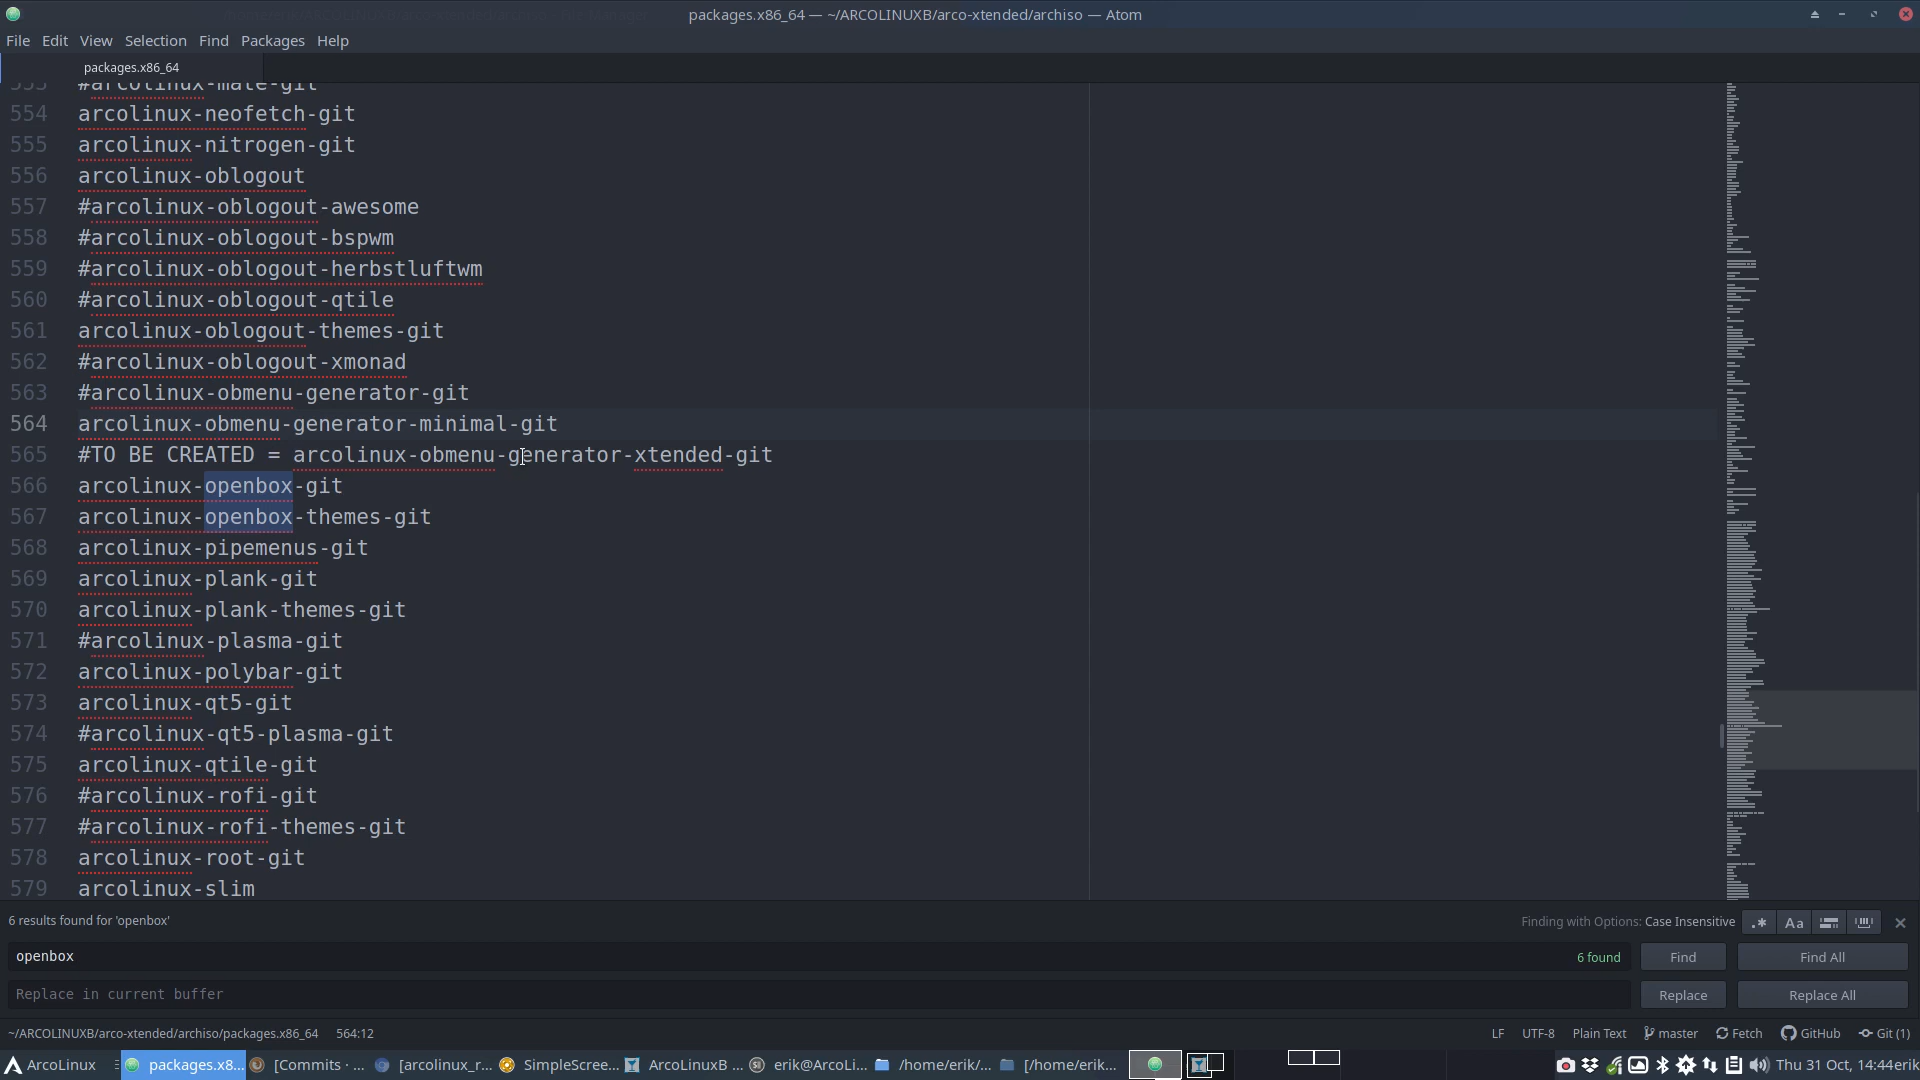 packages.x86_64 — ~/ARCOLINUXB/arco-xtended/archiso — Atom
File Edit View Selection Find Packages Help
packages.x86_64
553 #arcolinux-mate-git
554 arcolinux-neofetch-git
555 arcolinux-nitrogen-git
556 arcolinux-oblogout
557 #arcolinux-oblogout-awesome
558 #arcolinux-oblogout-bspwm
559 #arcolinux-oblogout-herbstluftwm
560 #arcolinux-oblogout-qtile
561 arcolinux-oblogout-themes-git
562 #arcolinux-oblogout-xmonad
563 #arcolinux-obmenu-generator-git
564 arcolinux-obmenu-generator-minimal-git
565 #TO BE CREATED = arcolinux-obmenu-generator-xtended-git
566 arcolinux-openbox-git
567 arcolinux-openbox-themes-git
568 arcolinux-pipemenus-git
569 arcolinux-plank-git
570 arcolinux-plank-themes-git
571 #arcolinux-plasma-git
572 arcolinux-polybar-git
573 arcolinux-qt5-git
574 #arcolinux-qt5-plasma-git
575 arcolinux-qtile-git
576 #arcolinux-rofi-git
577 #arcolinux-rofi-themes-git
578 arcolinux-root-git
579 arcolinux-slim
6 results found for 'openbox' Finding with Options: Case Insensitive .* Aa
openbox 6 found Find Find All
Replace in current buffer Replace Replace All
~/ARCOLINUXB/arco-xtended/archiso/packages.x86_64 564:12 LF UTF-8 Plain Text master Fetch GitHub Git (1)
ArcoLinux packages.x8... [Commits · ... [arcolinux_r... SimpleScree... ArcoLinuxB ... erik@ArcoLi... /home/erik/... [/home/erik... Thu 31 Oct, 14:44 erik